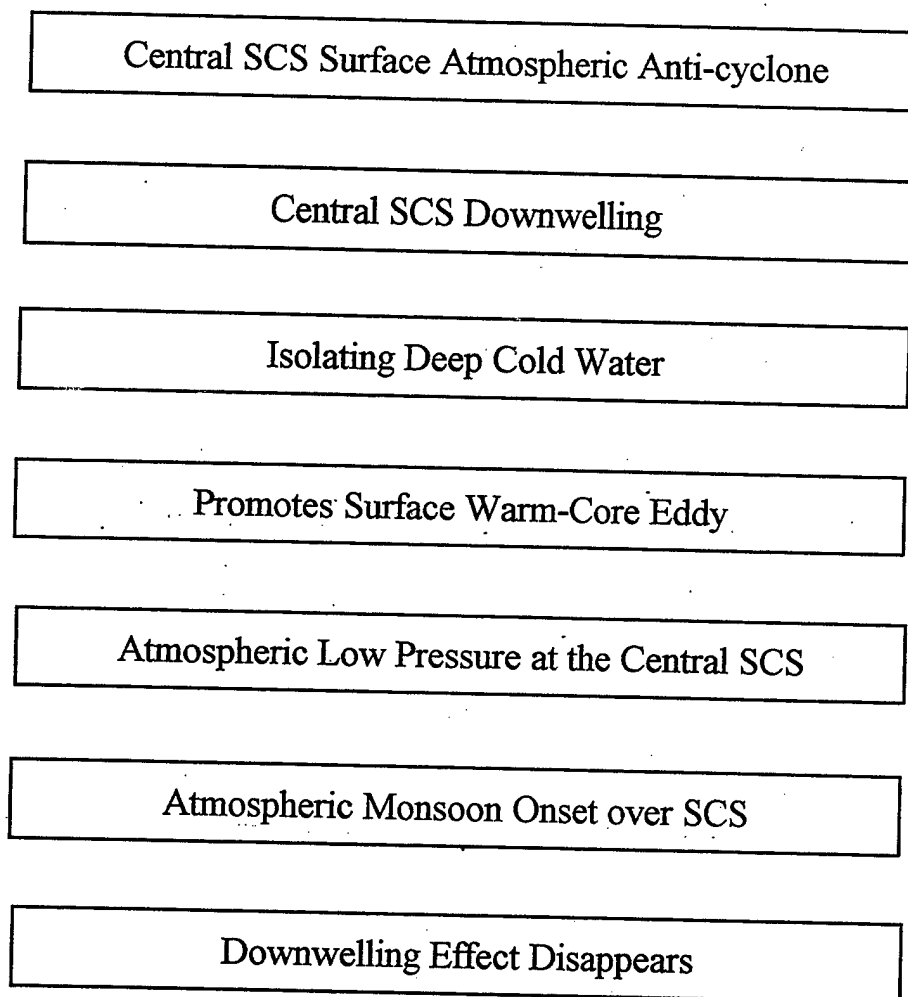 Central SCS Surface Atmospheric Anti-cyclone
Central SCS Downwelling
Isolating Deep Cold Water
Promotes Surface Warm-Core Eddy
Atmospheric Low Pressure at the Central SCS
Atmospheric Monsoon Onset over SCS
Downwelling Effect Disappears